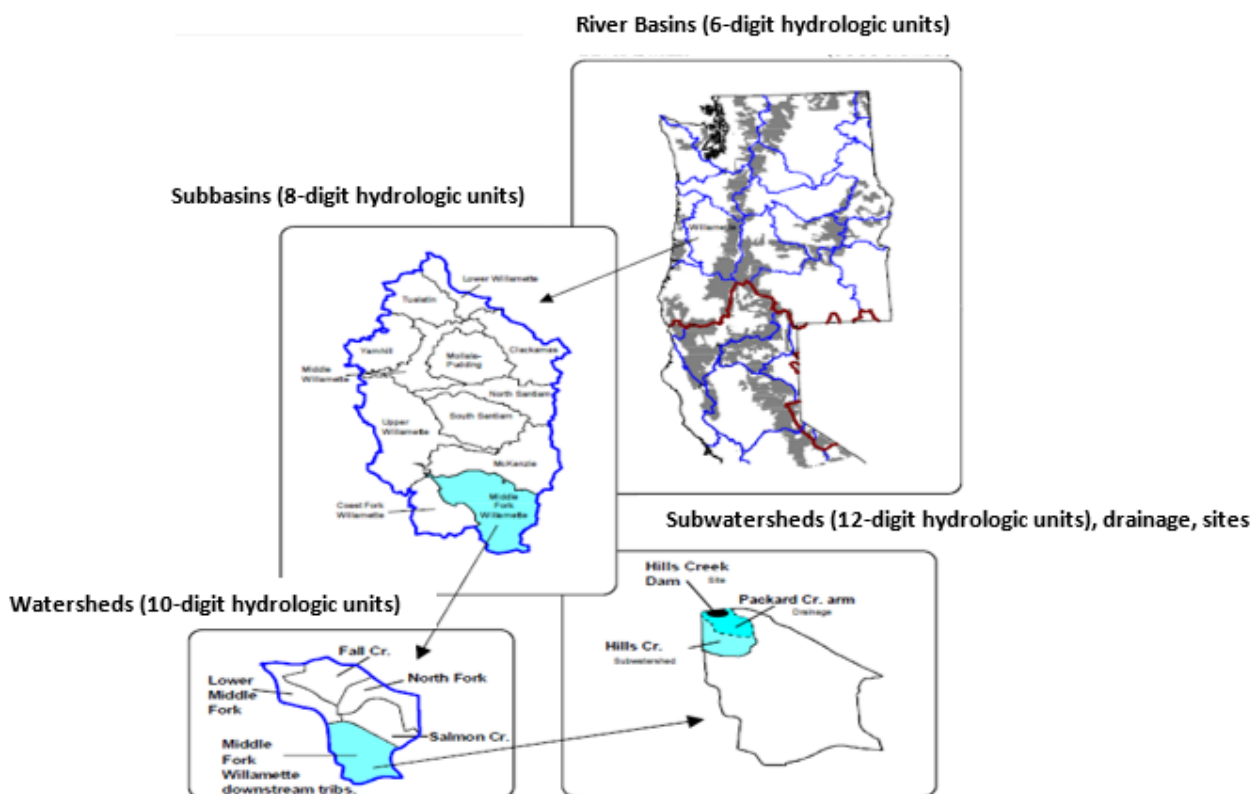 River Basins (6-digit hydrologic units)
Willamette
Subbasins (8-digit hydrologic units)
Lower Willamette
Tualatin
Yamhill
Clackamas
Molialla-
Pudding
Middle
Willamette
North Santiam
South Santiam
Upper
Willamette
McKenzie
Coast Fork
Willamette
Middle
Fork
Willamette
Subwatersheds (12-digit hydrologic units), drainage, sites
Hills Creek
Dam
Site
Packard Cr. arm
Drainage
Hills Cr.
Subwatershed
Watersheds (10-digit hydrologic units)
Fall Cr.
North Fork
Lower
Middle
Fork
Salmon Cr.
Middle
Fork
Willamette
downstream tribs.